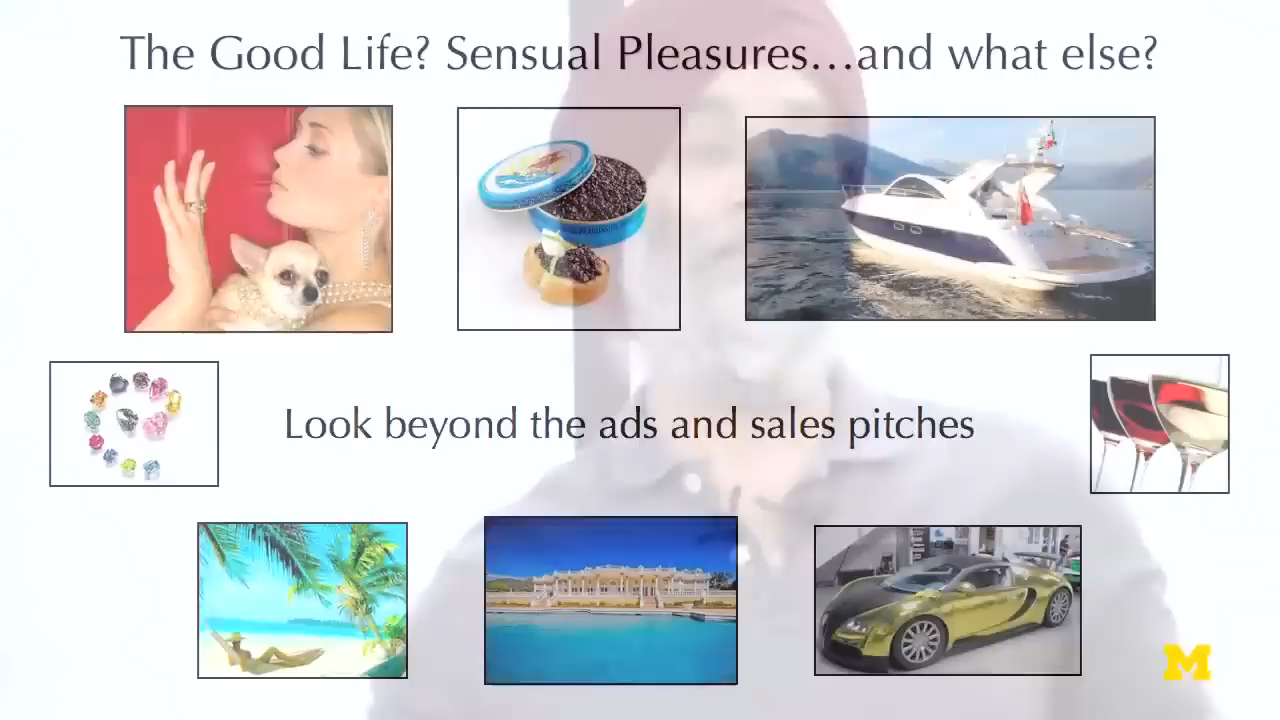 The Good Life? Sensual Pleasures…and what else?
Look beyond the ads and sales pitches
M